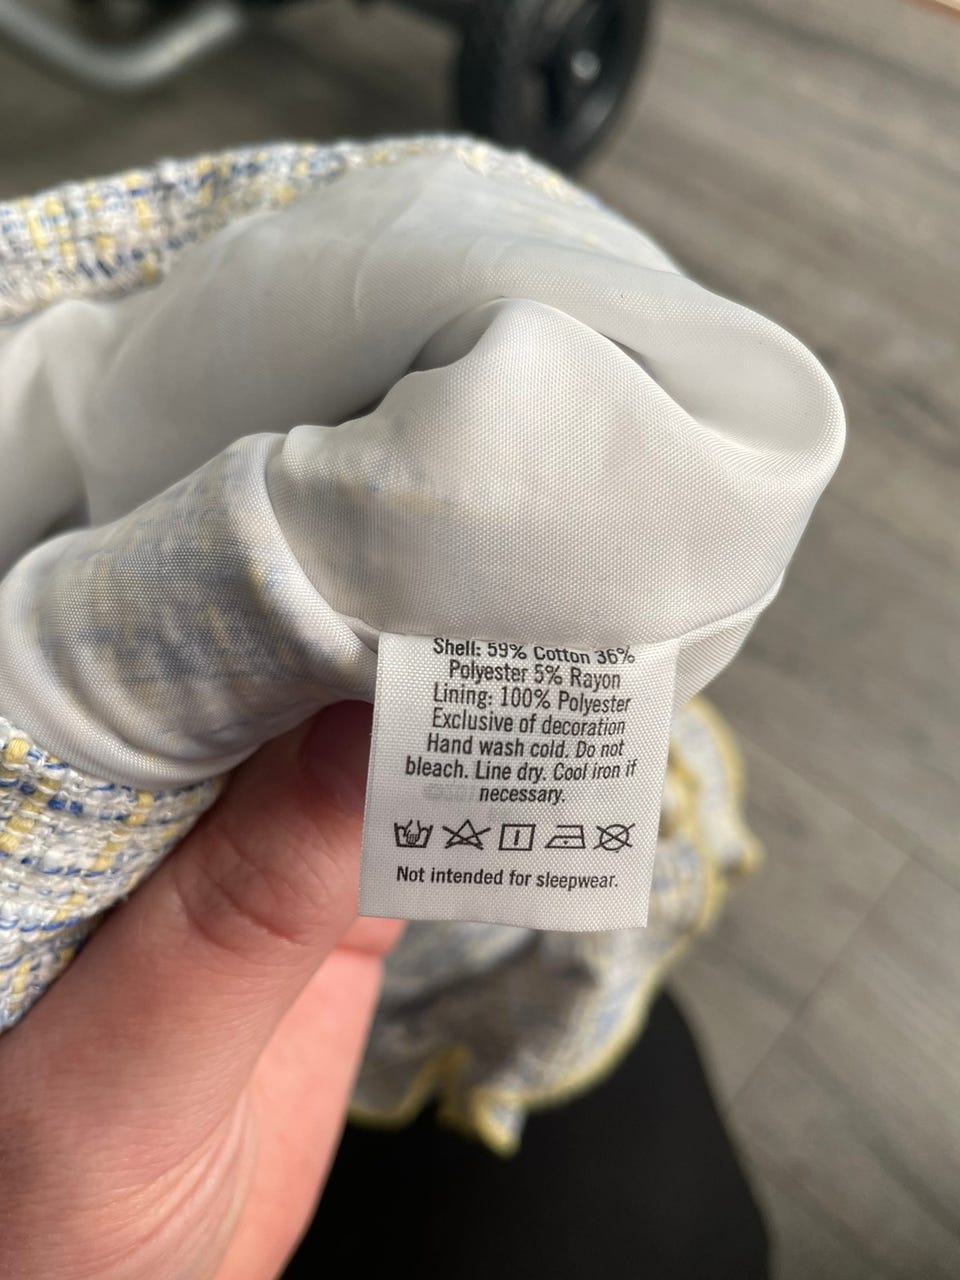 Shell: 59% Cotton 36%
Polyester 5% Rayon
Lining: 100% Polyester
Exclusive of decoration
Hand wash cold. Do not
bleach. Line dry. Cool iron if
necessary.
Not intended for sleepwear.